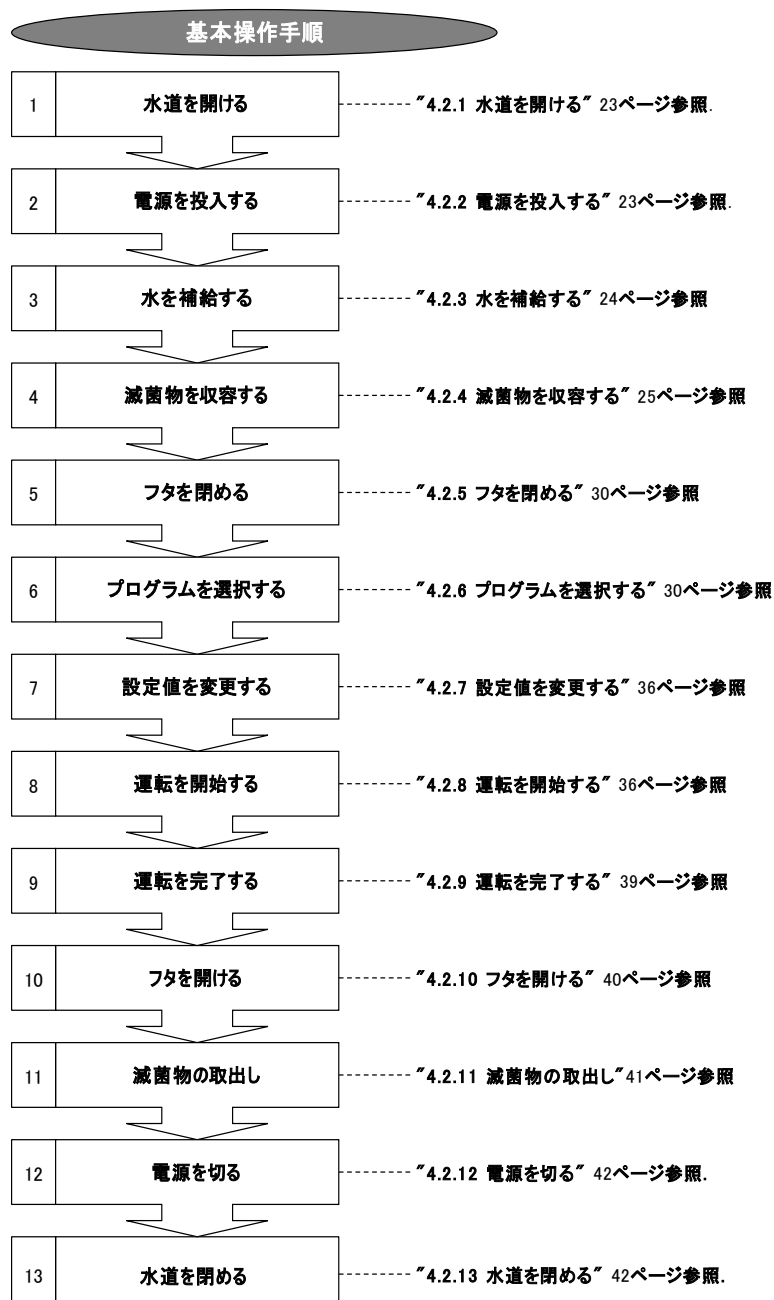 基本操作手順
1 水道を開ける "4.2.1 水道を開ける" 23ページ参照.
2 電源を投入する "4.2.2 電源を投入する" 23ページ参照.
3 水を補給する "4.2.3 水を補給する" 24ページ参照
4 滅菌物を収容する "4.2.4 滅菌物を収容する" 25ページ参照
5 フタを閉める "4.2.5 フタを閉める" 30ページ参照
6 プログラムを選択する "4.2.6 プログラムを選択する" 30ページ参照
7 設定値を変更する "4.2.7 設定値を変更する" 36ページ参照
8 運転を開始する "4.2.8 運転を開始する" 36ページ参照
9 運転を完了する "4.2.9 運転を完了する" 39ページ参照
10 フタを開ける "4.2.10 フタを開ける" 40ページ参照
11 滅菌物の取出し "4.2.11 滅菌物の取出し"41ページ参照
12 電源を切る "4.2.12 電源を切る" 42ページ参照.
13 水道を閉める "4.2.13 水道を閉める" 42ページ参照.